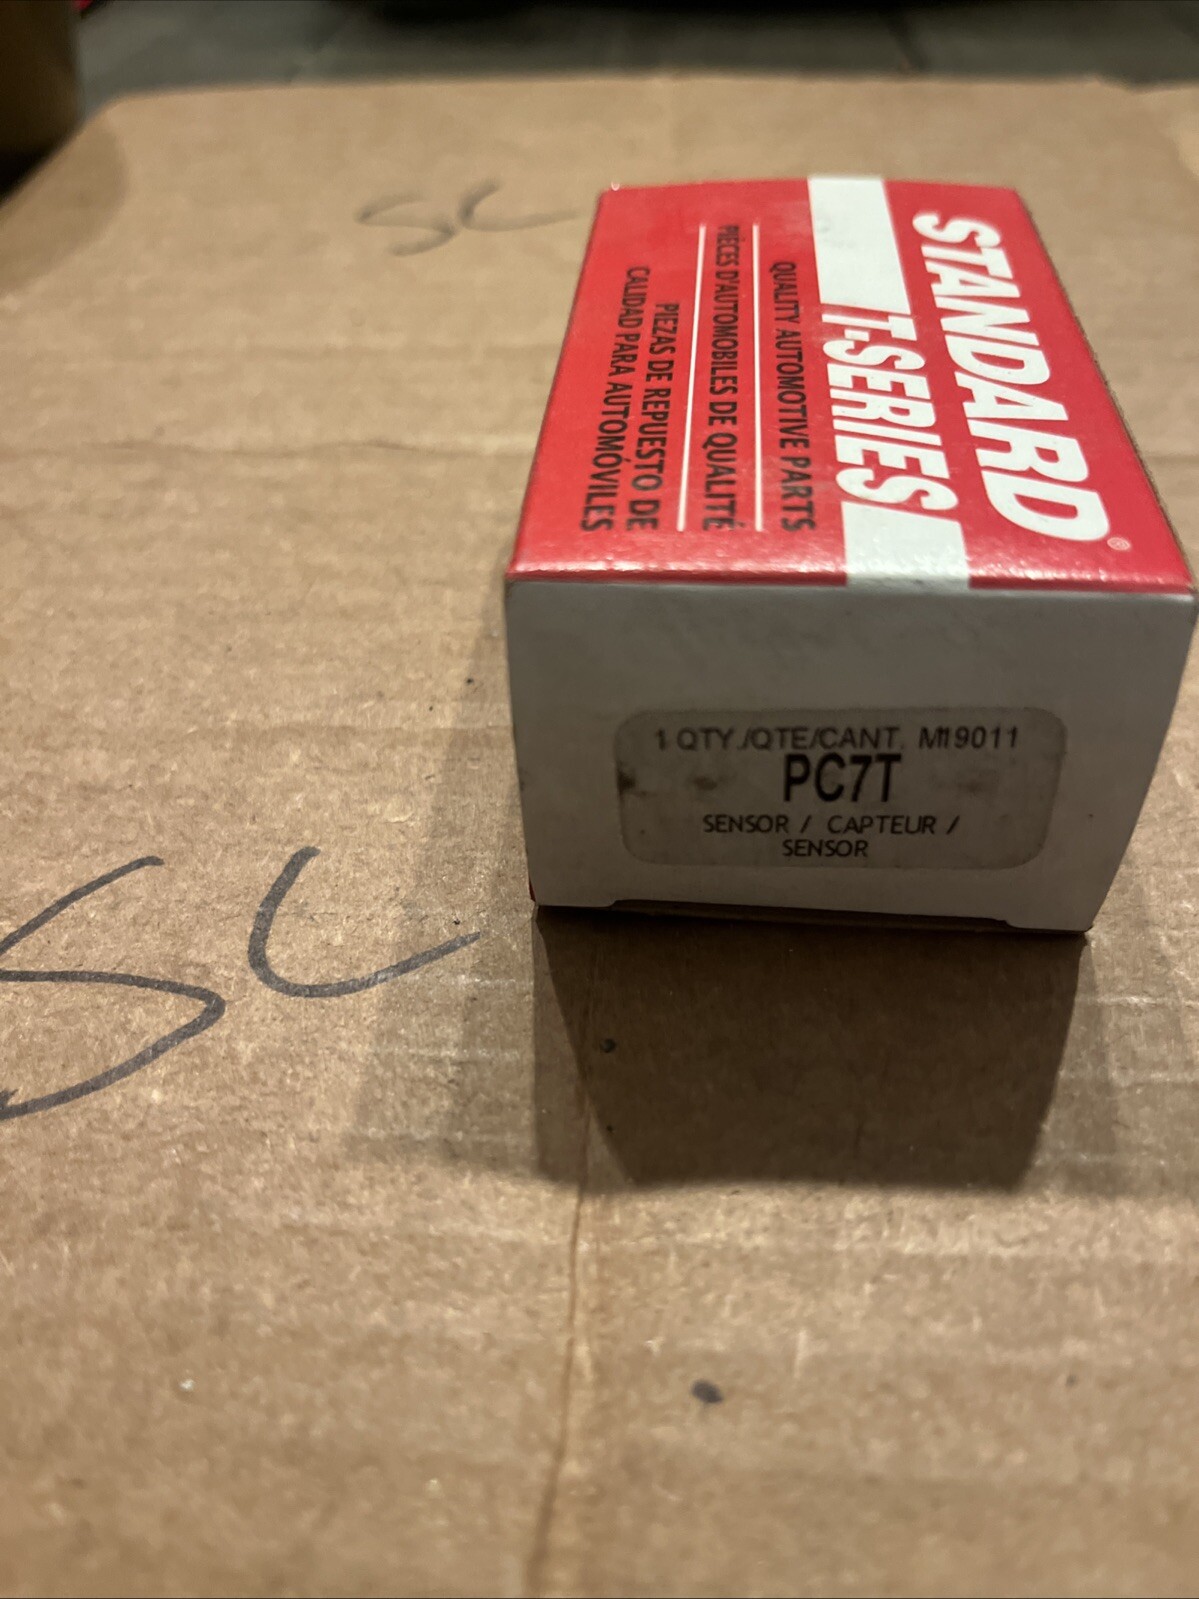 SC
STANDARD®
T-SERIES
QUALITY AUTOMOTIVE PARTS
PIÈCES D'AUTOMOBILES DE QUALITÉ
PIEZAS DE REPUESTO DE
CALIDAD PARA AUTOMÓVILES
1 QTY./QTE/CANT. M19011
PC7T
SENSOR / CAPTEUR /
SENSOR
SC